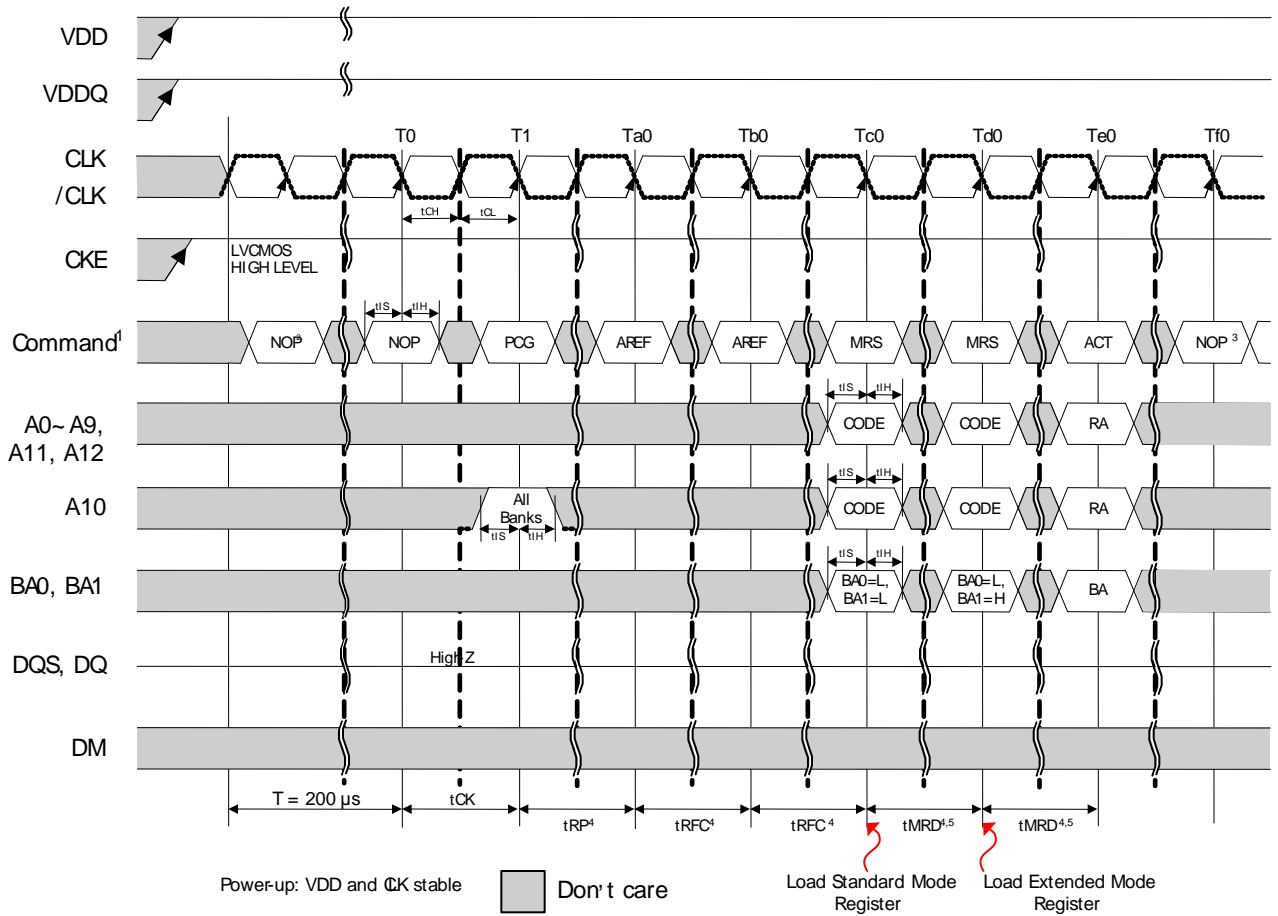 VDD
VDDQ
T0 T1 Ta0 Tb0 Tc0 Td0 Te0 Tf0
CLK
/CLK
tCH tCL
CKE
LVCMOS
HIGH LEVEL
tIS tIH
Command1
NOP3 NOP PCG AREF AREF MRS MRS ACT NOP 3
tIS tIH
A0~ A9,
A11, A12
CODE CODE RA
tIS tIH
A10
All
Banks
CODE CODE RA
tIS tIH
tIS tIH
BA0, BA1
BA0=L,
BA1=L
BA0=L,
BA1=H
BA
High-Z
DQS, DQ
DM
T = 200 µs tCK
tRP4 tRFC4 tRFC 4 tMRD4,5 tMRD4,5
Power-up: VDD and CLK stable
Don't care
Load Standard Mode
Register
Load Extended Mode
Register